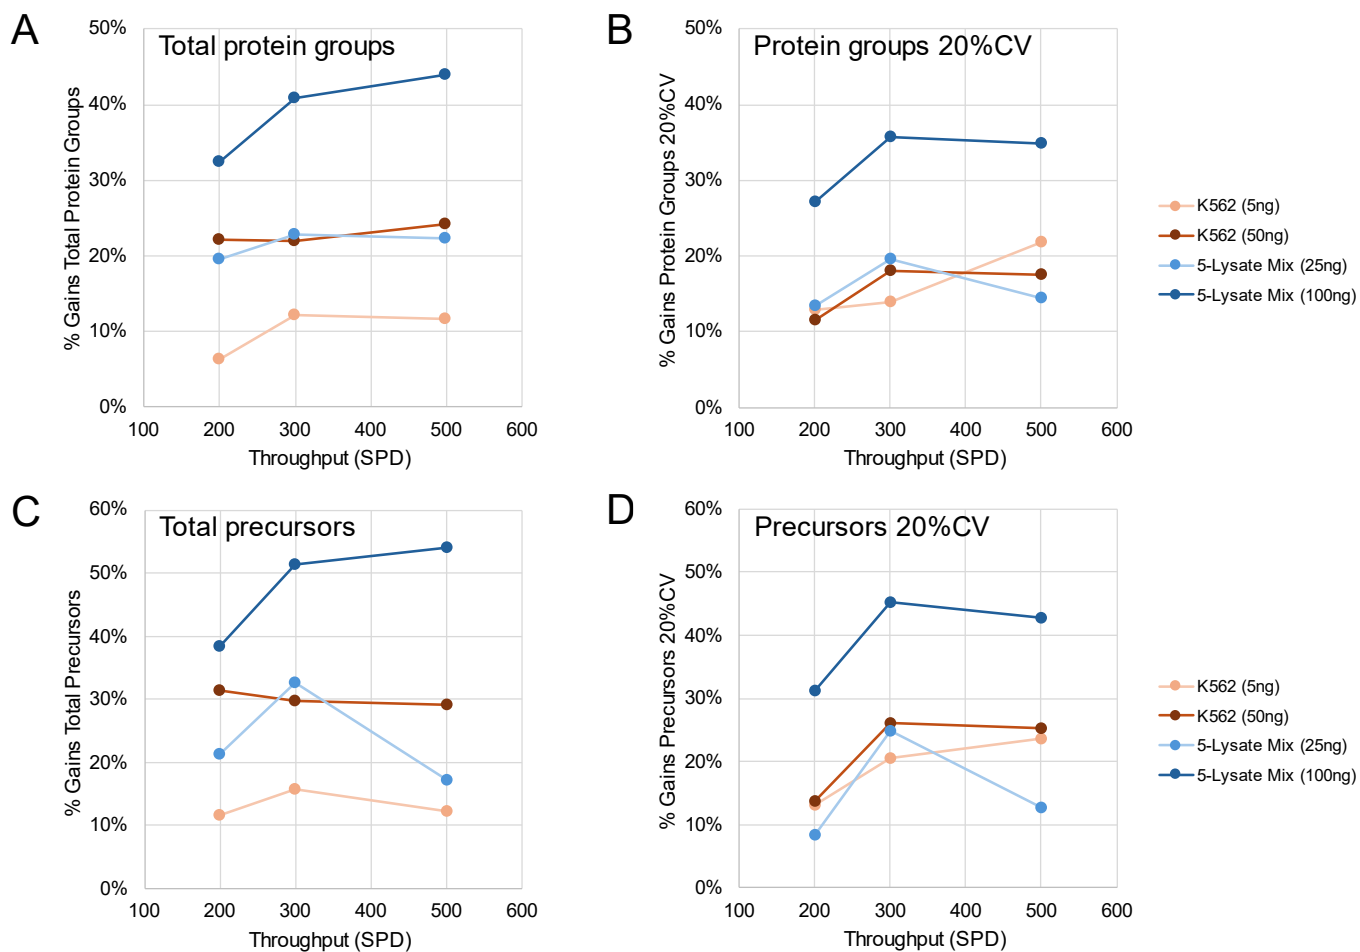 A
Total protein groups
% Gains Total Protein Groups
50%
40%
30%
20%
10%
0%
100 200 300 400 500 600
Throughput (SPD)
B
Protein groups 20%CV
% Gains Protein Groups 20%CV
50%
40%
30%
20%
10%
0%
100 200 300 400 500 600
Throughput (SPD)
K562 (5ng)
K562 (50ng)
5-Lysate Mix (25ng)
5-Lysate Mix (100ng)
C
Total precursors
% Gains Total Precursors
60%
50%
40%
30%
20%
10%
0%
100 200 300 400 500 600
Throughput (SPD)
D
Precursors 20%CV
% Gains Precursors 20%CV
60%
50%
40%
30%
20%
10%
0%
100 200 300 400 500 600
Throughput (SPD)
K562 (5ng)
K562 (50ng)
5-Lysate Mix (25ng)
5-Lysate Mix (100ng)